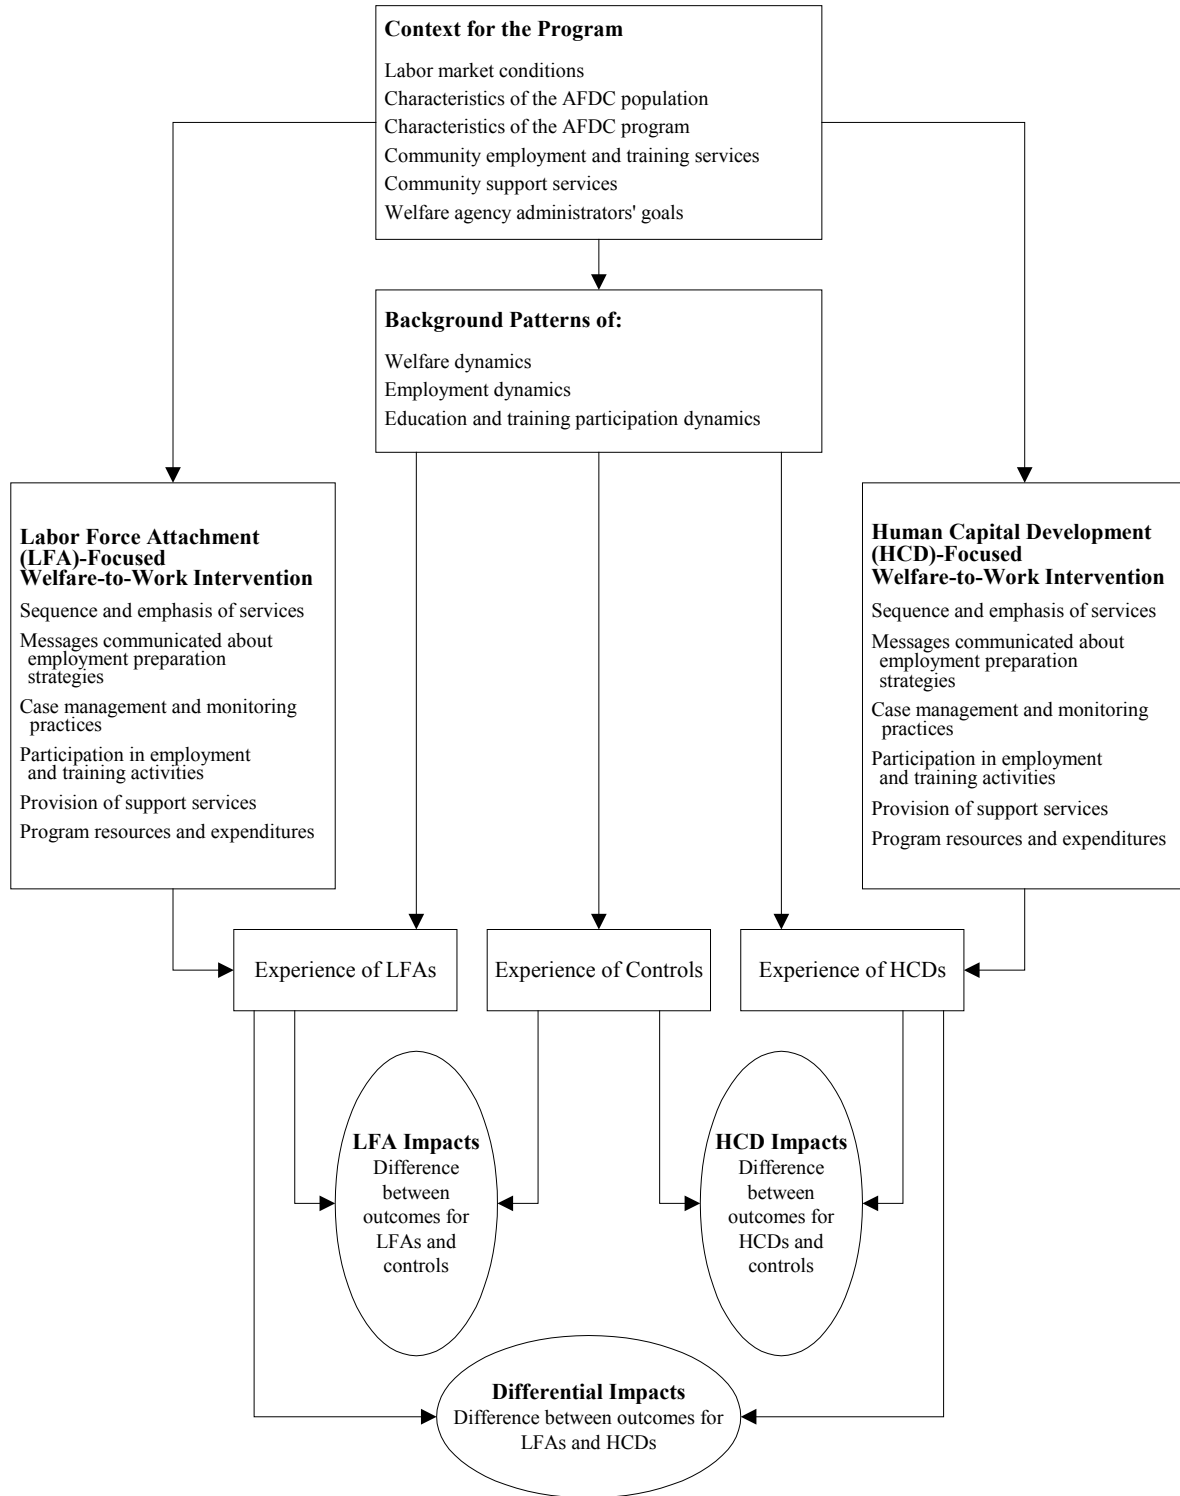 Context for the Program
Labor market conditions
Characteristics of the AFDC population
Characteristics of the AFDC program
Community employment and training services
Community support services
Welfare agency administrators' goals
Background Patterns of:
Welfare dynamics
Employment dynamics
Education and training participation dynamics
Labor Force Attachment
(LFA)-Focused
Welfare-to-Work Intervention
Sequence and emphasis of services
Messages communicated about
employment preparation
strategies
Case management and monitoring
practices
Participation in employment
and training activities
Provision of support services
Program resources and expenditures
Human Capital Development
(HCD)-Focused
Welfare-to-Work Intervention
Sequence and emphasis of services
Messages communicated about
employment preparation
strategies
Case management and monitoring
practices
Participation in employment
and training activities
Provision of support services
Program resources and expenditures
Experience of LFAs
Experience of Controls
Experience of HCDs
LFA Impacts
Difference
between
outcomes for
LFAs and
controls
HCD Impacts
Difference
between
outcomes for
HCDs and
controls
Differential Impacts
Difference between outcomes for
LFAs and HCDs